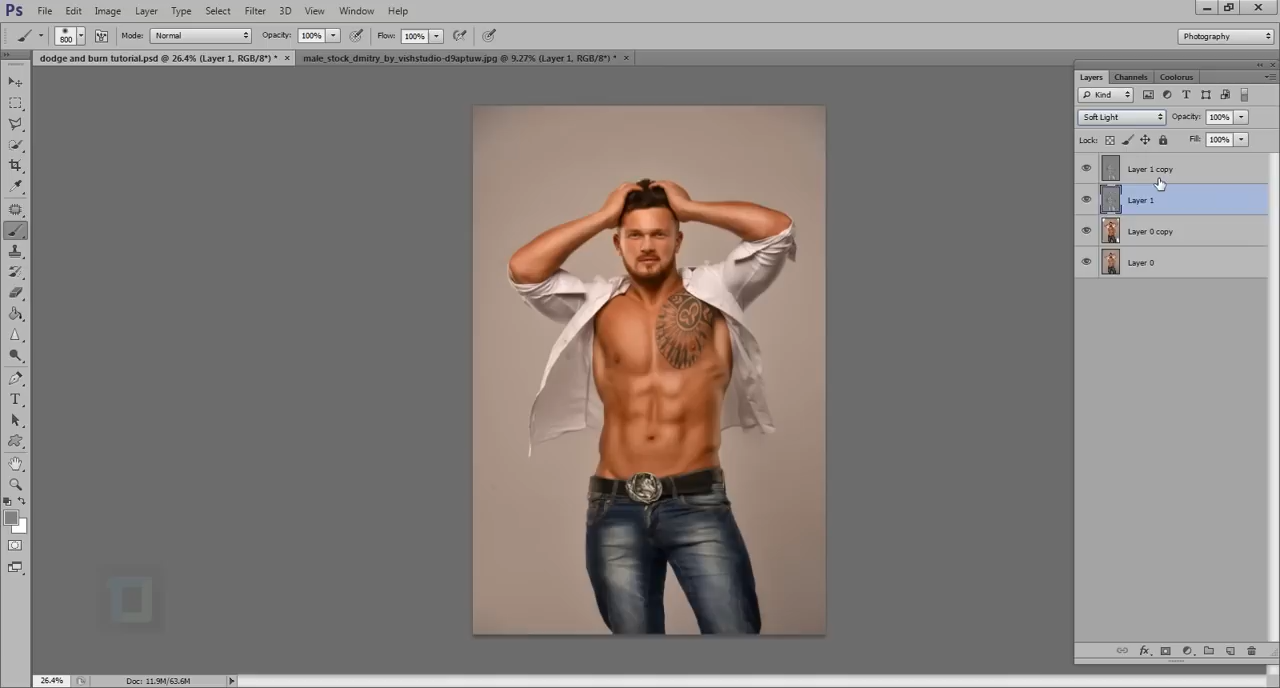 Ps File Edit Image Layer Type Select Filter 3D View Window Help
800 Mode: Normal Opacity: 100% Flow: 100% Photography
dodge and burn tutorial.psd @ 26.4% (Layer 1, RGB/8*) * × male_stock_dmitry_by_vishstudio-d9aptuw.jpg @ 9.27% (Layer 1, RGB/8*) * ×
Layers Channels Coolorus
Kind
Soft Light Opacity: 100%
Lock: Fill: 100%
Layer 1 copy
Layer 1
Layer 0 copy
Layer 0
26.4% Doc: 11.9M/63.6M